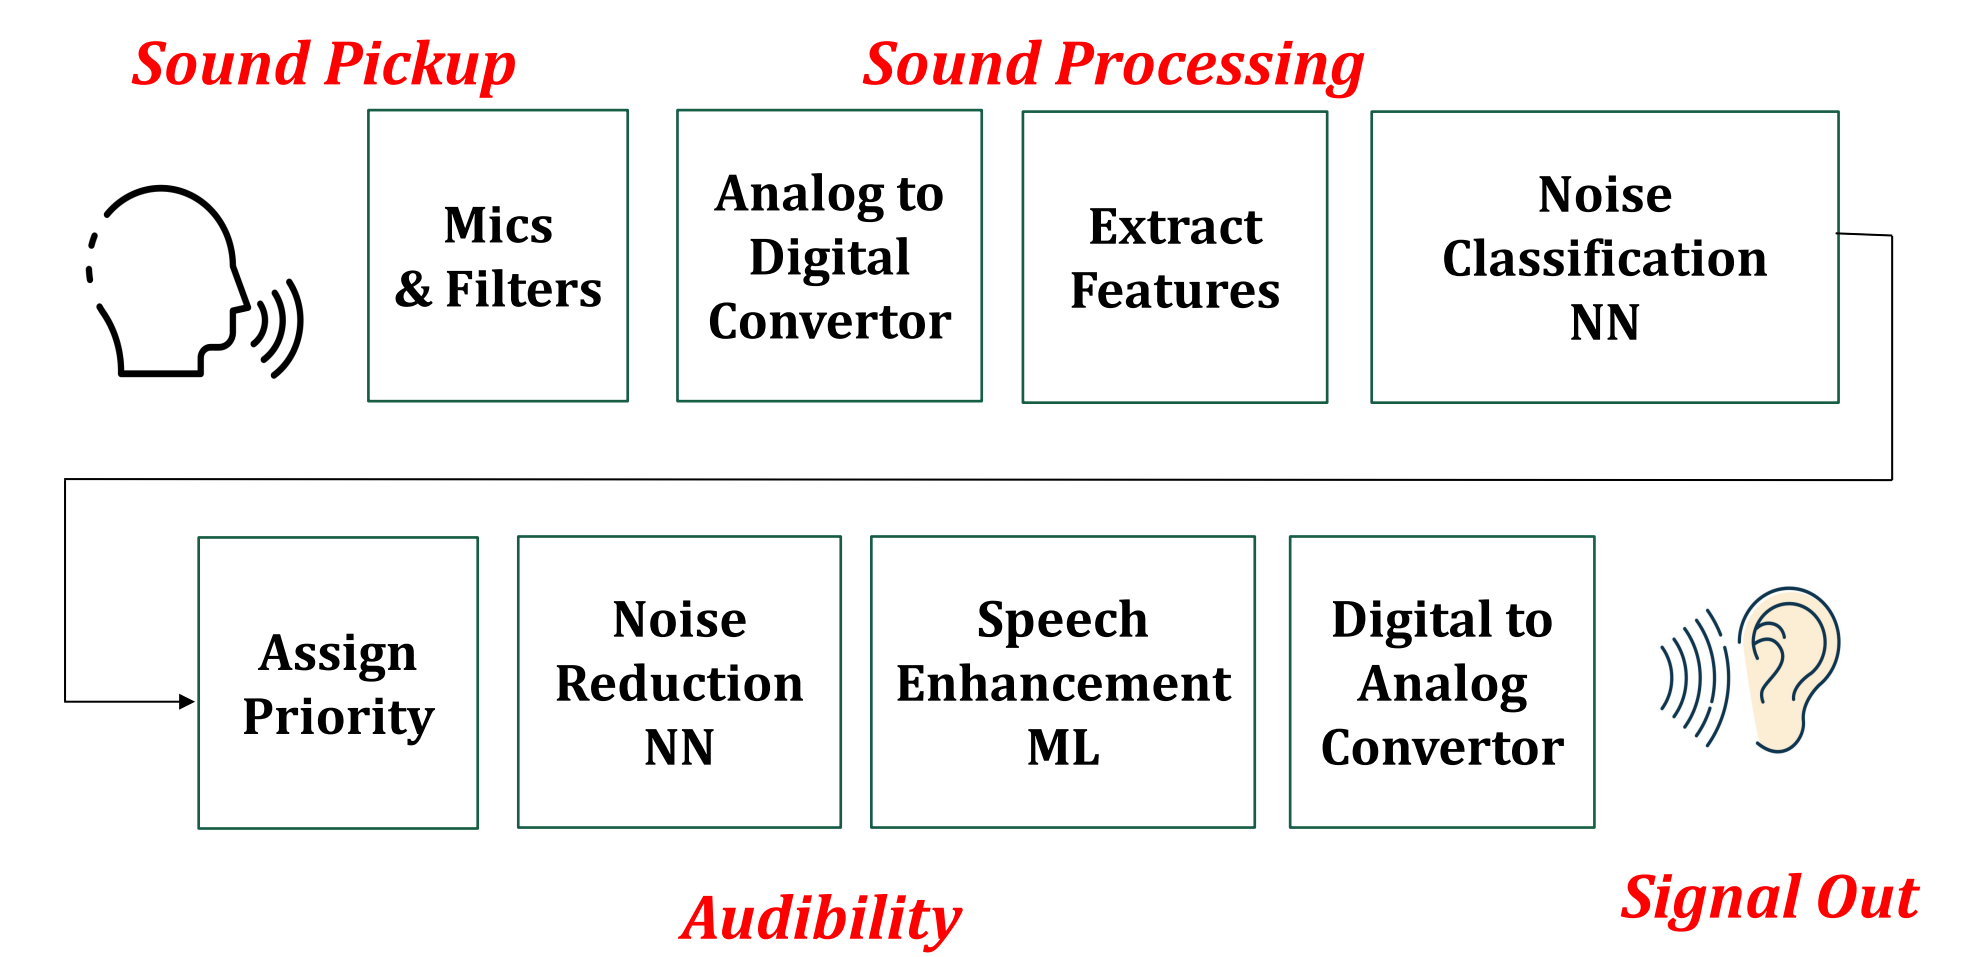 Sound Pickup
Sound Processing
Mics
& Filters
Analog to
Digital
Convertor
Extract
Features
Noise
Classification
NN
Assign
Priority
Noise
Reduction
NN
Speech
Enhancement
ML
Digital to
Analog
Convertor
Audibility
Signal Out